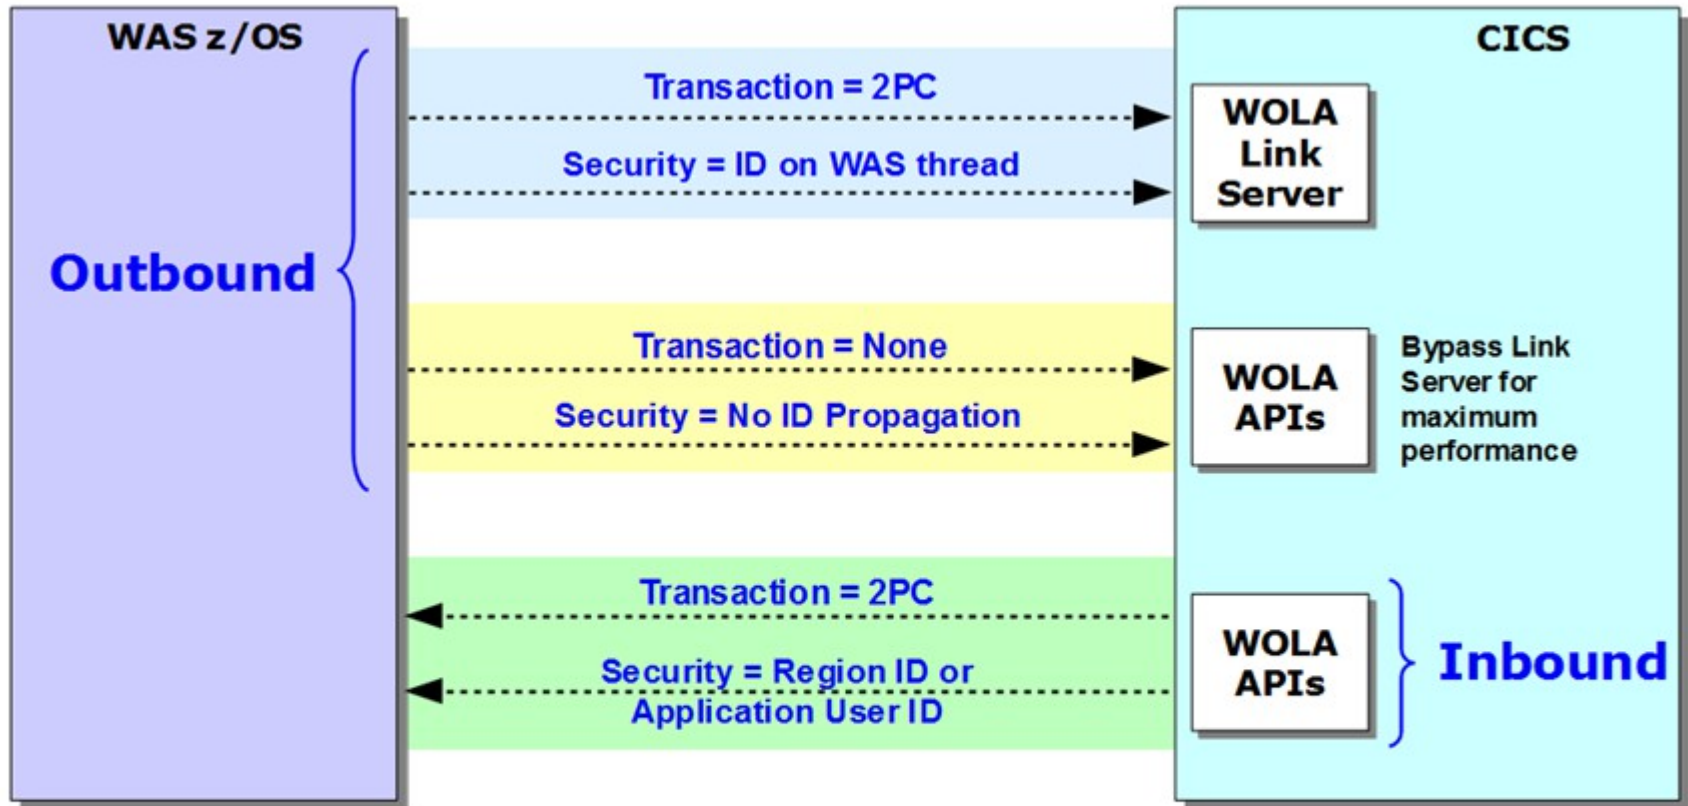 WAS z/OS
CICS
Transaction = 2PC
Security = ID on WAS thread
WOLA
Link
Server
Outbound
Transaction = None
Security = No ID Propagation
WOLA
APIs
Bypass Link
Server for
maximum
performance
Transaction = 2PC
Security = Region ID or
Application User ID
WOLA
APIs
Inbound